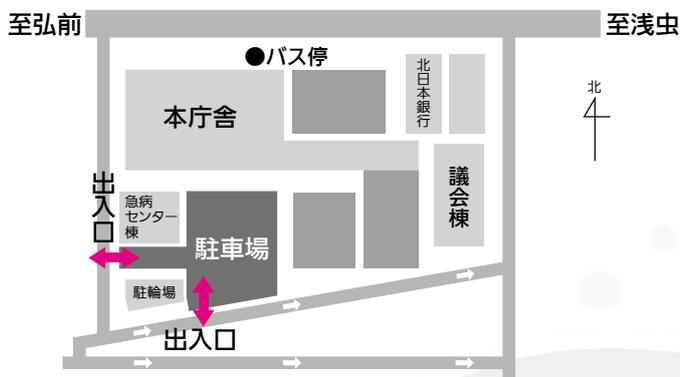 至弘前
至浅虫
●バス停
北日本銀行
北
本庁舎
議会棟
出入口
急病
センター
棟
駐車場
駐輪場
出入口